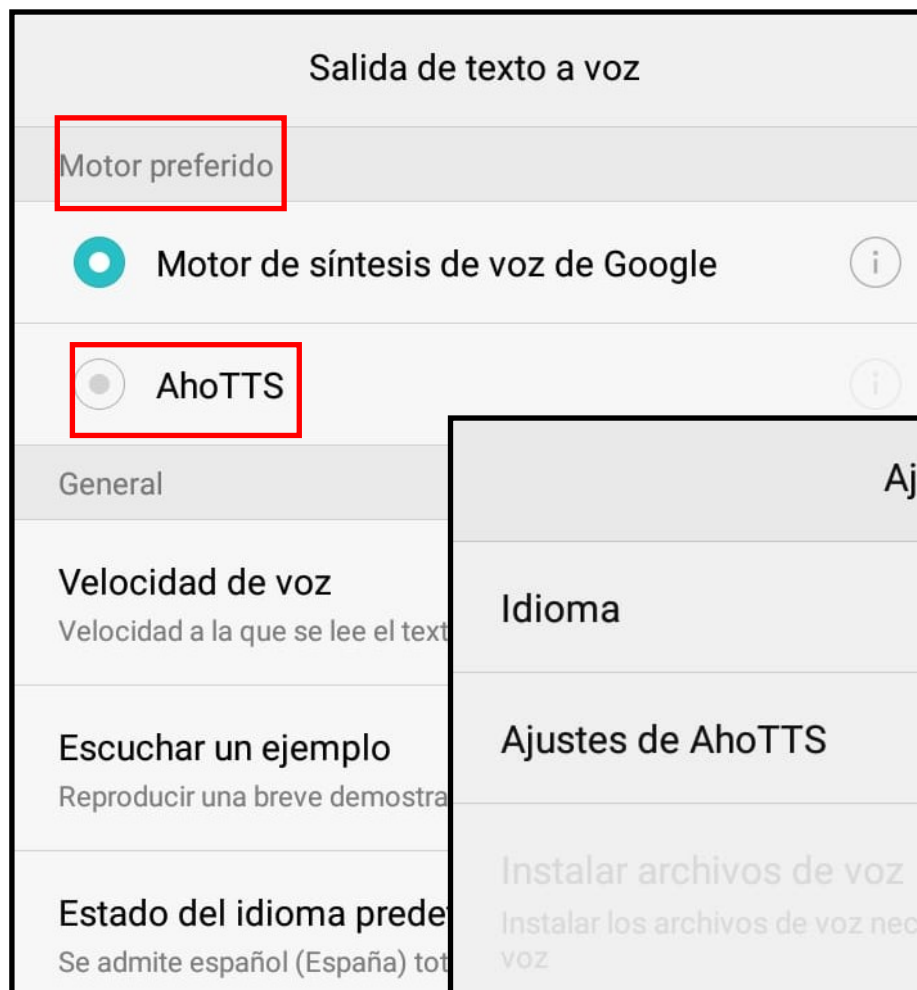 Salida de texto a voz
Motor preferido
Motor de síntesis de voz de Google
AhoTTS
General
Velocidad de voz
Velocidad a la que se lee el text
Escuchar un ejemplo
Reproducir una breve demostra
Estado del idioma prede
Se admite español (España) tot
Aj
Idioma
Ajustes de AhoTTS
Instalar archivos de voz
Instalar los archivos de voz nec
voz